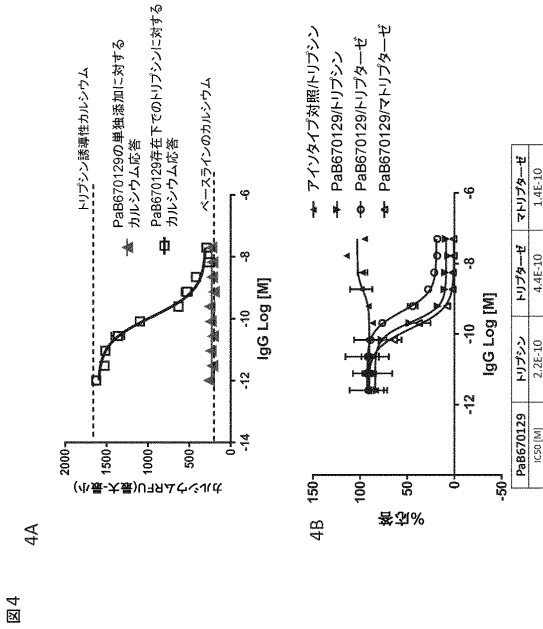 図4
4A
カルシウムRFU(最大-最小)
2000
1500
1000
500
0
-14
-12
-10
-8
-6
IgG Log [M]
トリプシン誘導性カルシウム
PaB670129の単独添加に対する
カルシウム応答
PaB670129存在下でのトリプシンに対する
カルシウム応答
ベースラインのカルシウム
4B
%応答
150
100
50
0
-50
-12
-10
-8
-6
IgG Log [M]
アイソタイプ対照/トリプシン
PaB670129/トリプシン
PaB670129/トリプターゼ
PaB670129/マトリプターゼ
PaB670129 トリプシン トリプターゼ マトリプターゼ
IC50 [M] 2.2E-10 4.4E-10 1.4E-10